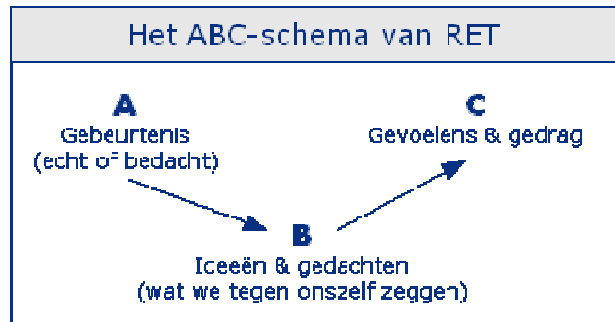 Het ABC-schema van RET
A
Gebeurtenis
(echt of bedacht)
C
Gevoelens & gedrag
B
Ideeën & gedachten
(wat we tegen onszelf zeggen)